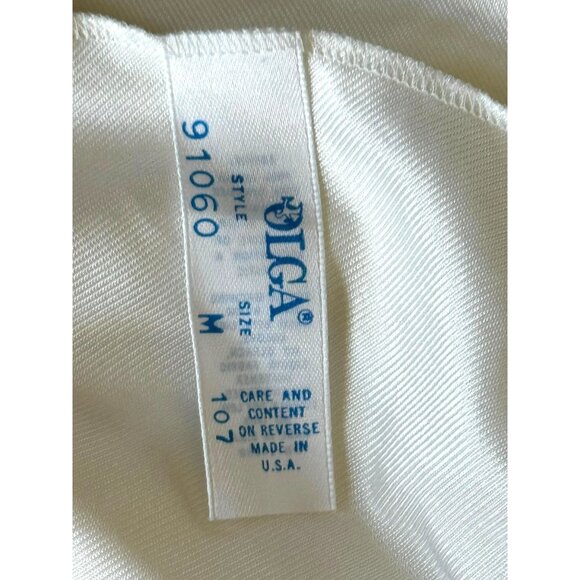 OLGA®
STYLE SIZE
91060 M 107
CARE AND
CONTENT
ON REVERSE
MADE IN
U.S.A.